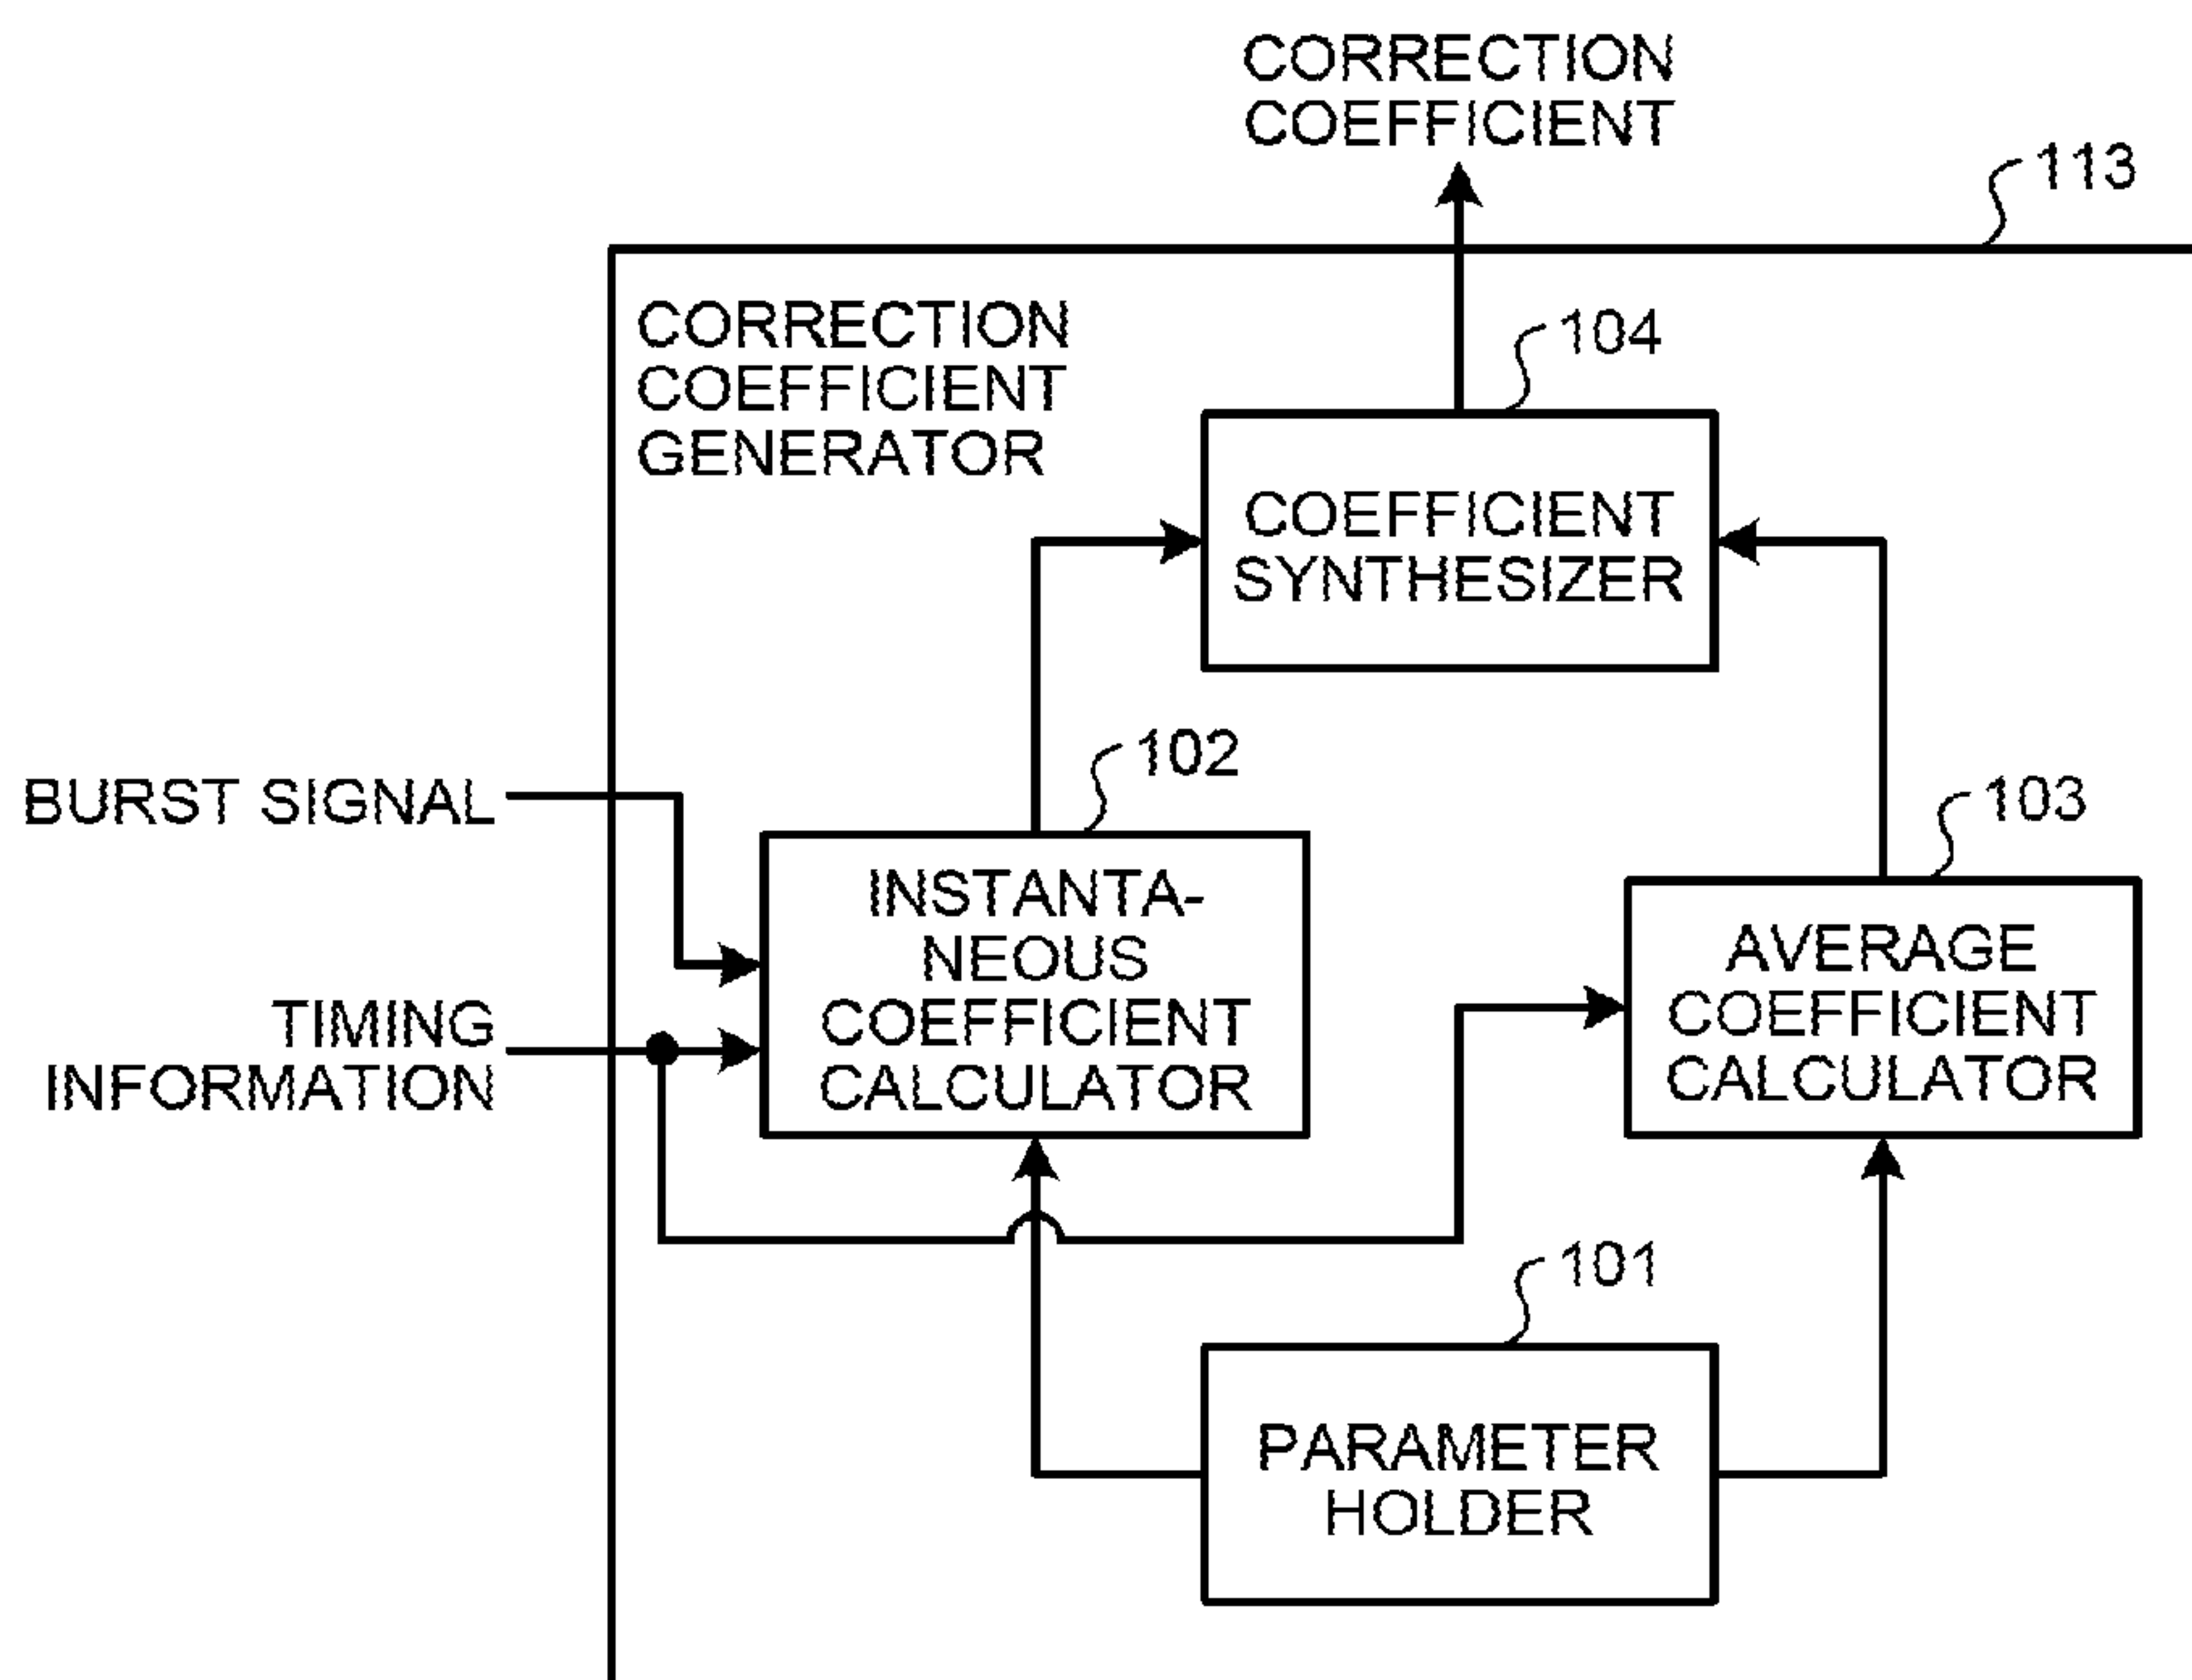 CORRECTION
COEFFICIENT
113
CORRECTION
COEFFICIENT
GENERATOR
104
COEFFICIENT
SYNTHESIZER
102
BURST SIGNAL
103
INSTANTA-
NEOUS
COEFFICIENT
CALCULATOR
AVERAGE
COEFFICIENT
CALCULATOR
TIMING
INFORMATION
101
PARAMETER
HOLDER